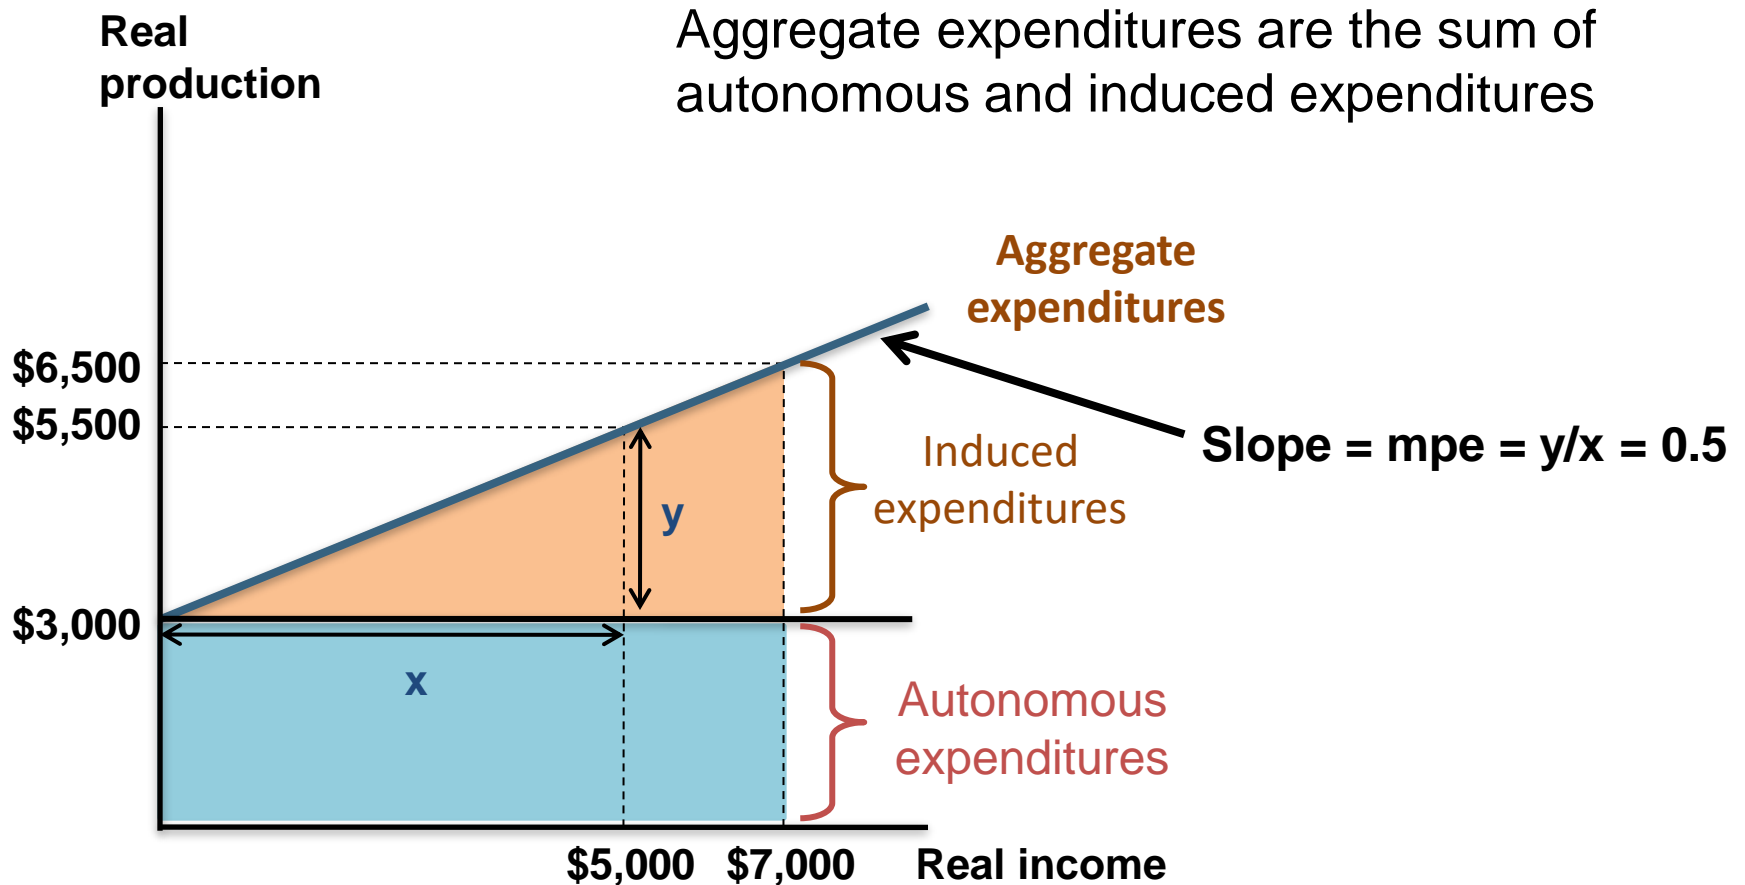 Real
production
Aggregate expenditures are the sum of
autonomous and induced expenditures
Aggregate
expenditures
$6,500
$5,500
Slope = mpe = y/x = 0.5
Induced
expenditures
y
$3,000
x
Autonomous
expenditures
$5,000
$7,000
Real income